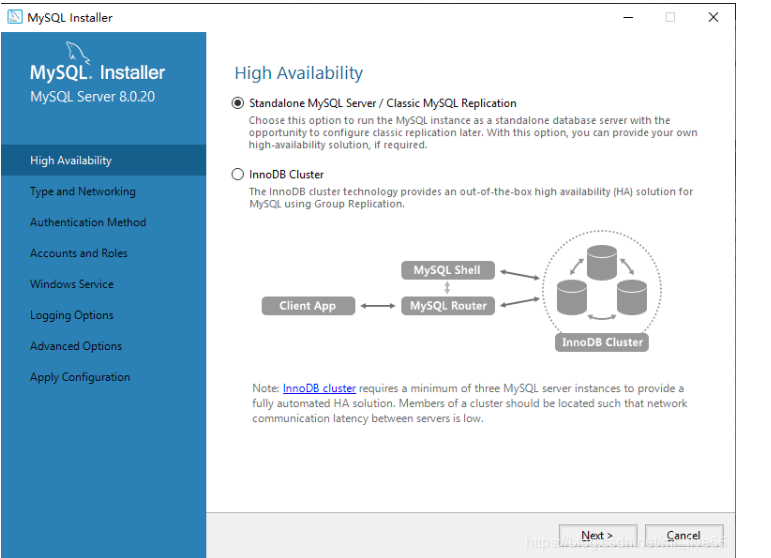 MySQL Installer
MySQL. Installer
MySQL Server 8.0.20
High Availability
Type and Networking
Authentication Method
Accounts and Roles
Windows Service
Logging Options
Advanced Options
Apply Configuration
High Availability
Standalone MySQL Server / Classic MySQL Replication
Choose this option to run the MySQL instance as a standalone database server with the
opportunity to configure classic replication later. With this option, you can provide your own
high-availability solution, if required.
InnoDB Cluster
The InnoDB cluster technology provides an out-of-the-box high availability (HA) solution for
MySQL using Group Replication.
MySQL Shell
Client App
MySQL Router
InnoDB Cluster
Note: InnoDB cluster requires a minimum of three MySQL server instances to provide a
fully automated HA solution. Members of a cluster should be located such that network
communication latency between servers is low.
Next >
Cancel